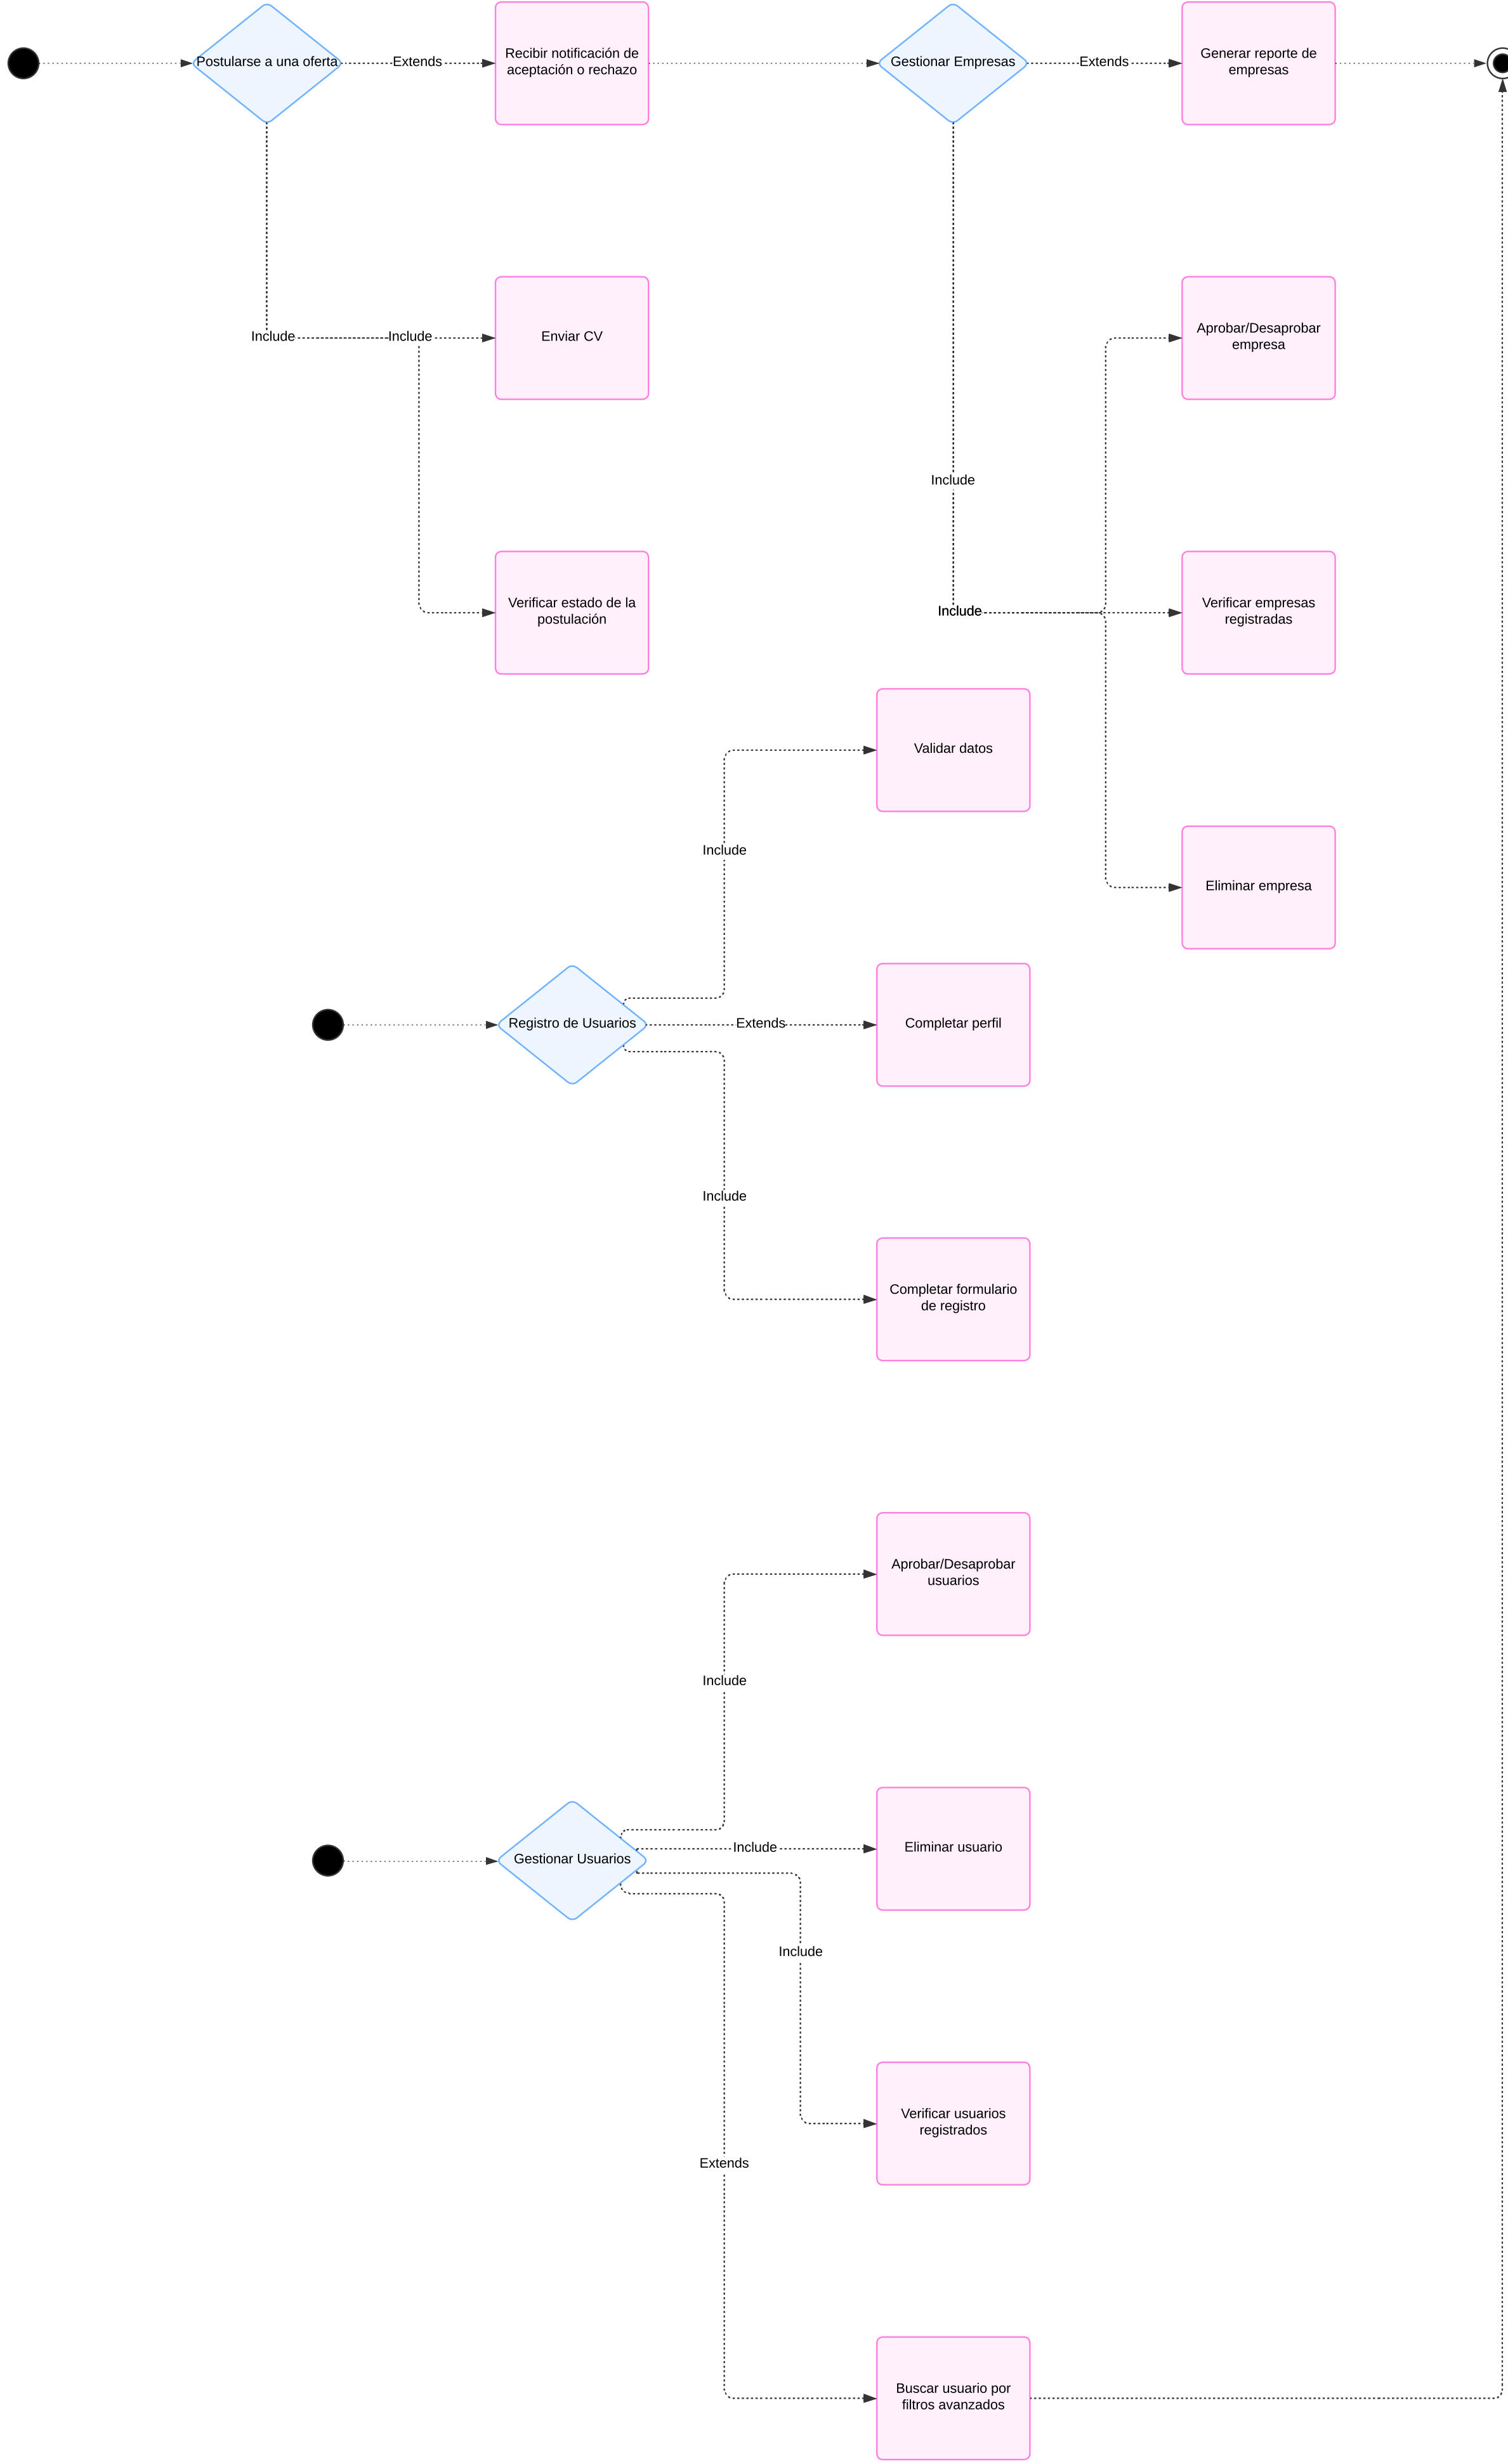 Postularse a una oferta
Extends
Recibir notificación de
aceptación o rechazo
Gestionar Empresas
Extends
Generar reporte de
empresas
Include
Include
Enviar CV
Aprobar/Desaprobar
empresa
Include
Verificar estado de la
postulación
Include
Verificar empresas
registradas
Validar datos
Include
Eliminar empresa
Registro de Usuarios
Extends
Completar perfil
Include
Completar formulario
de registro
Aprobar/Desaprobar
usuarios
Include
Gestionar Usuarios
Include
Eliminar usuario
Include
Verificar usuarios
registrados
Extends
Buscar usuario por
filtros avanzados